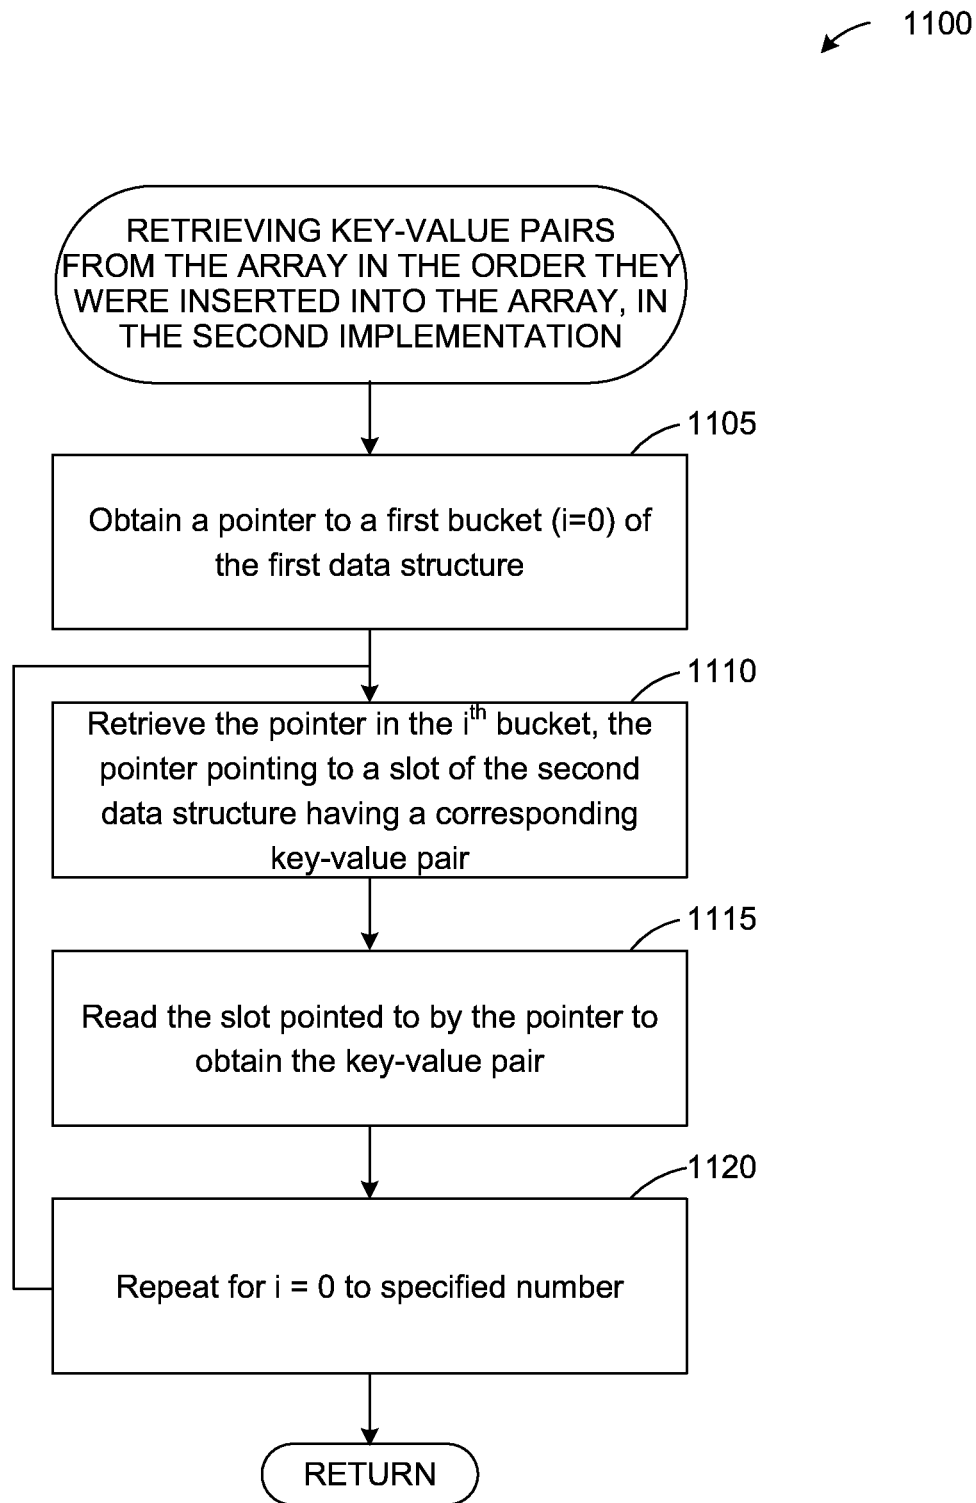 1100
RETRIEVING KEY-VALUE PAIRS
FROM THE ARRAY IN THE ORDER THEY
WERE INSERTED INTO THE ARRAY, IN
THE SECOND IMPLEMENTATION
1105
Obtain a pointer to a first bucket (i=0) of
the first data structure
1110
Retrieve the pointer in the ith bucket, the
pointer pointing to a slot of the second
data structure having a corresponding
key-value pair
1115
Read the slot pointed to by the pointer to
obtain the key-value pair
1120
Repeat for i = 0 to specified number
RETURN